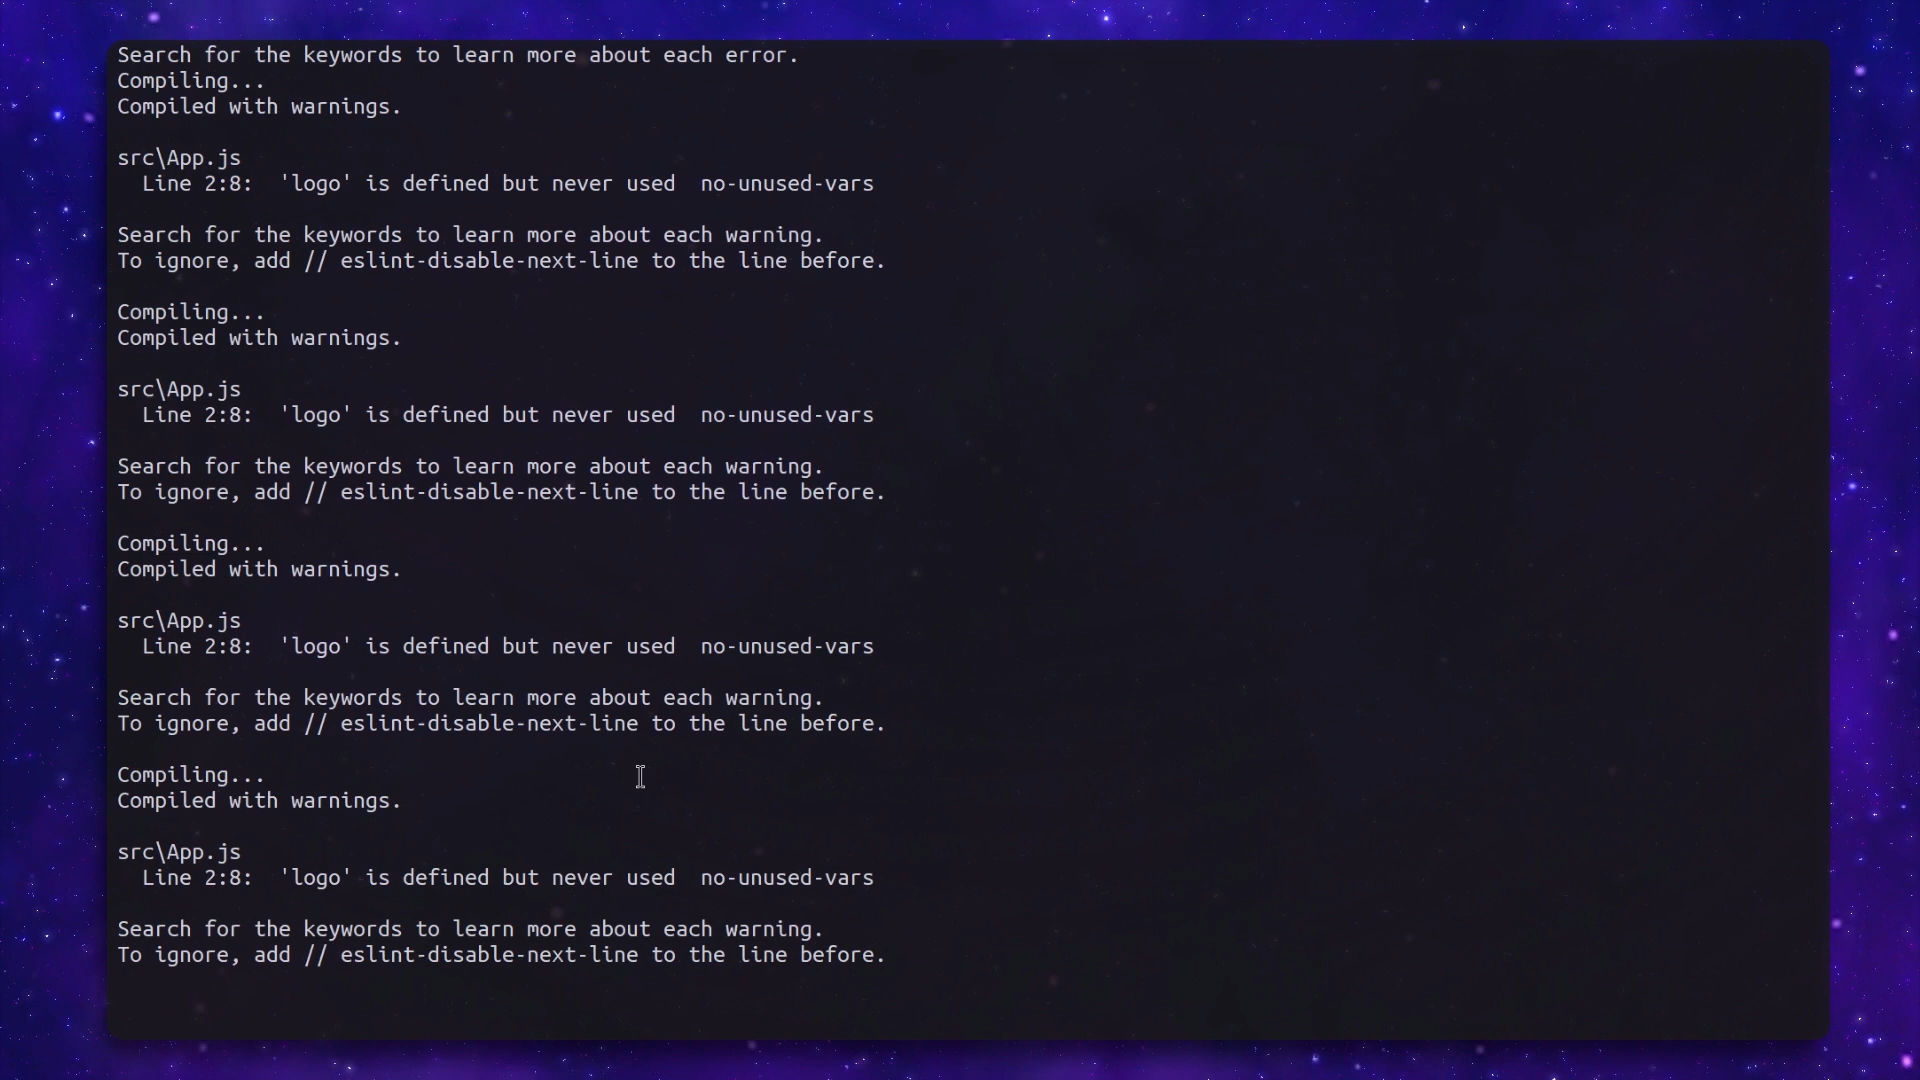 Search for the keywords to learn more about each error.
Compiling...
Compiled with warnings.

src\App.js
  Line 2:8:  'logo' is defined but never used  no-unused-vars

Search for the keywords to learn more about each warning.
To ignore, add // eslint-disable-next-line to the line before.

Compiling...
Compiled with warnings.

src\App.js
  Line 2:8:  'logo' is defined but never used  no-unused-vars

Search for the keywords to learn more about each warning.
To ignore, add // eslint-disable-next-line to the line before.

Compiling...
Compiled with warnings.

src\App.js
  Line 2:8:  'logo' is defined but never used  no-unused-vars

Search for the keywords to learn more about each warning.
To ignore, add // eslint-disable-next-line to the line before.

Compiling...
Compiled with warnings.

src\App.js
  Line 2:8:  'logo' is defined but never used  no-unused-vars

Search for the keywords to learn more about each warning.
To ignore, add // eslint-disable-next-line to the line before.